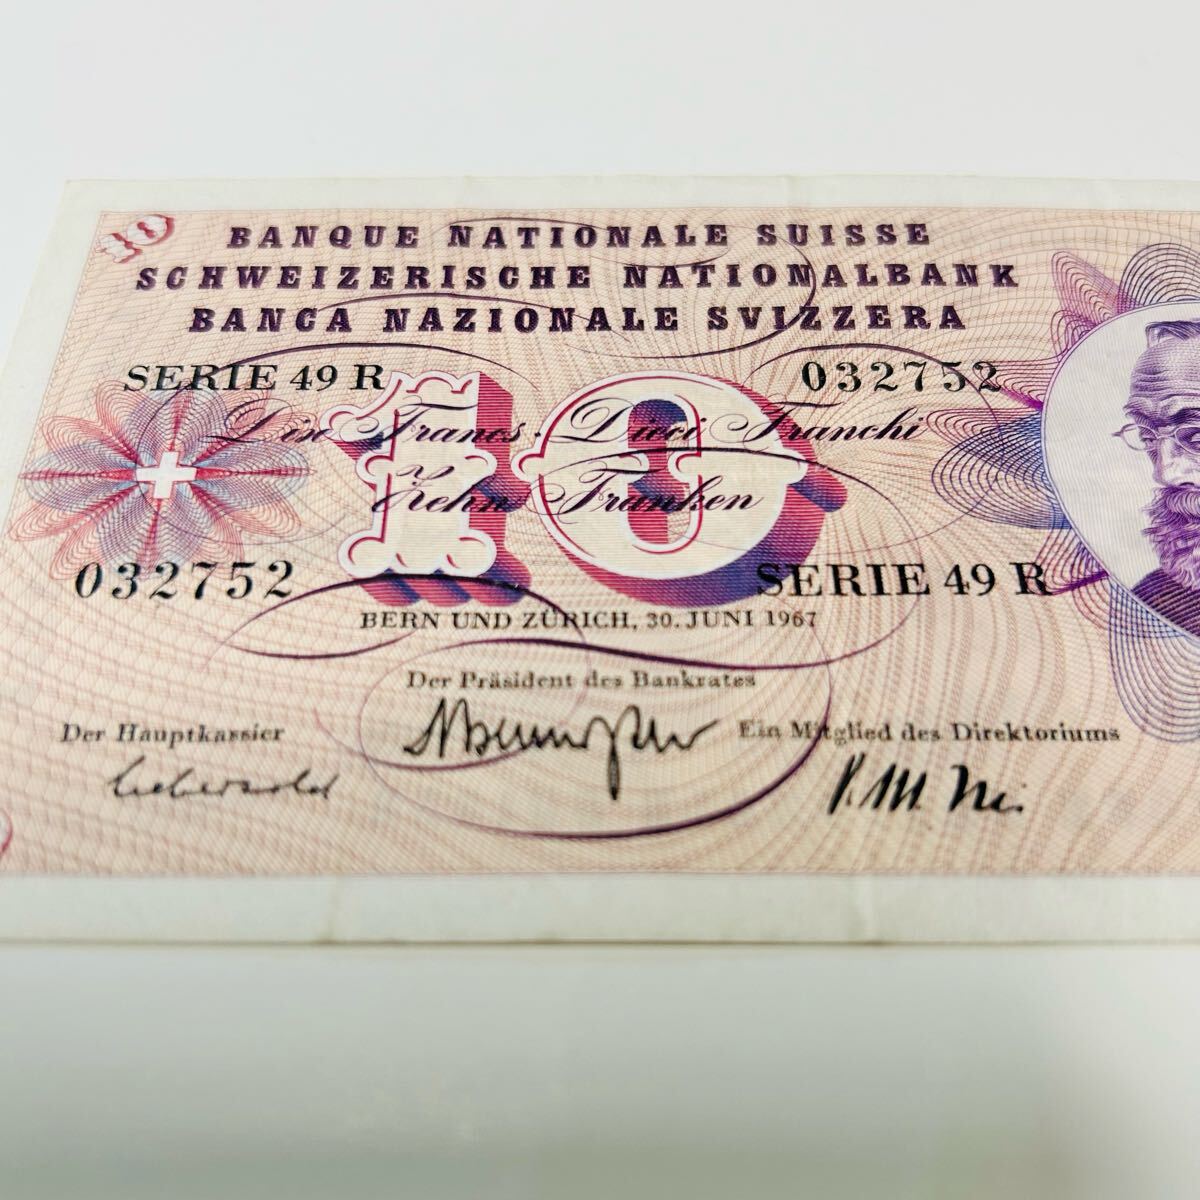 10
BANQUE NATIONALE SUISSE
SCHWEIZERISCHE NATIONALBANK
BANCA NAZIONALE SVIZZERA
SERIE 49 R
032752
10
Dix Francs · Dieci Franchi
Zehn Franken
032752
SERIE 49 R
BERN UND ZÜRICH, 30. JUNI 1967
Der Präsident des Bankrates
Der Hauptkassier
Ein Mitglied des Direktoriums